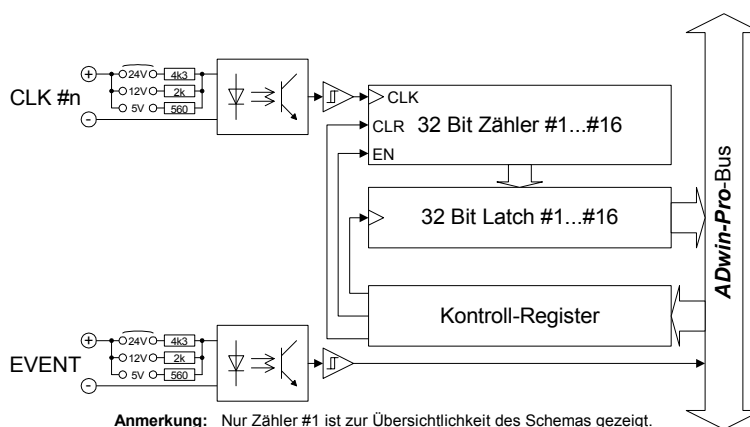 +
24V 4k3
12V 2k
5V 560
-
CLK #n
CLK
CLR
EN
32 Bit Zähler #1...#16
32 Bit Latch #1...#16
Kontroll-Register
ADwin-Pro-Bus
+
24V 4k3
12V 2k
5V 560
-
EVENT
Anmerkung: Nur Zähler #1 ist zur Übersichtlichkeit des Schemas gezeigt.